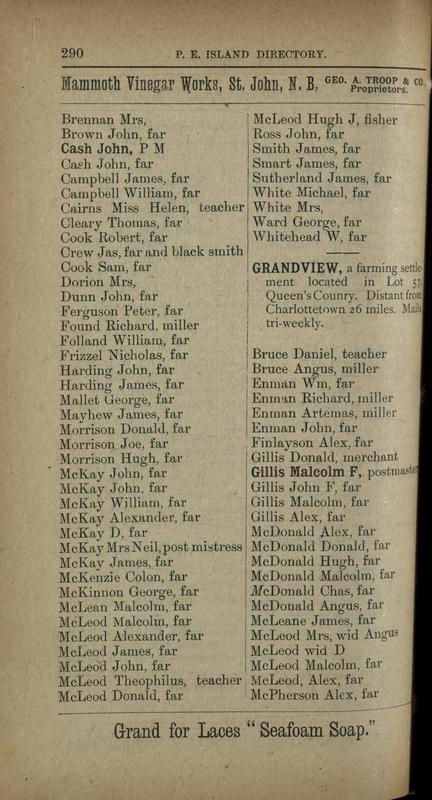 290
P. E. ISLAND DIRECTORY.
Mammoth Vinegar Works, St. John, N. B, GEO. A. TROOP & CO.
Proprietors.
Brennan Mrs,
Brown John, far
Cash John, P M
Cash John, far
Campbell James, far
Campbell William, far
Cairns Miss Helen, teacher
Cleary Thomas, far
Cook Robert, far
Crew Jas, far and black smith
Cook Sam, far
Dorion Mrs,
Dunn John, far
Ferguson Peter, far
Found Richard, miller
Folland William, far
Frizzel Nicholas, far
Harding John, far
Harding James, far
Mallet George, far
Mayhew James, far
Morrison Donald, far
Morrison Joe, far
Morrison Hugh, far
McKay John, far
McKay John, far
McKay William, far
McKay Alexander, far
McKay D, far
McKay Mrs Neil, post mistress
McKay James, far
McKenzie Colon, far
McKinnon George, far
McLean Malcolm, far
McLeod Malcolm, far
McLeod Alexander, far
McLeod James, far
McLeod John, far
McLeod Theophilus, teacher
McLeod Donald, far
McLeod Hugh J, fisher
Ross John, far
Smith James, far
Smart James, far
Sutherland James, far
White Michael, far
White Mrs,
Ward George, far
Whitehead W, far
GRANDVIEW, a farming settle-
ment located in Lot 57,
Queen's Counry. Distant from
Charlottetown 26 miles. Mails
tri-weekly.
Bruce Daniel, teacher
Bruce Angus, miller
Enman Wm, far
Enman Richard, miller
Enman Artemas, miller
Enman John, far
Finlayson Alex, far
Gillis Donald, merchant
Gillis Malcolm F, postmaster
Gillis John F, far
Gillis Malcolm, far
Gillis Alex, far
McDonald Alex, far
McDonald Donald, far
McDonald Hugh, far
McDonald Malcolm, far
McDonald Chas, far
McDonald Angus, far
McLeane James, far
McLeod Mrs, wid Angus
McLeod wid D
McLeod Malcolm, far
McLeod, Alex, far
McPherson Alex, far
Grand for Laces "Seafoam Soap."